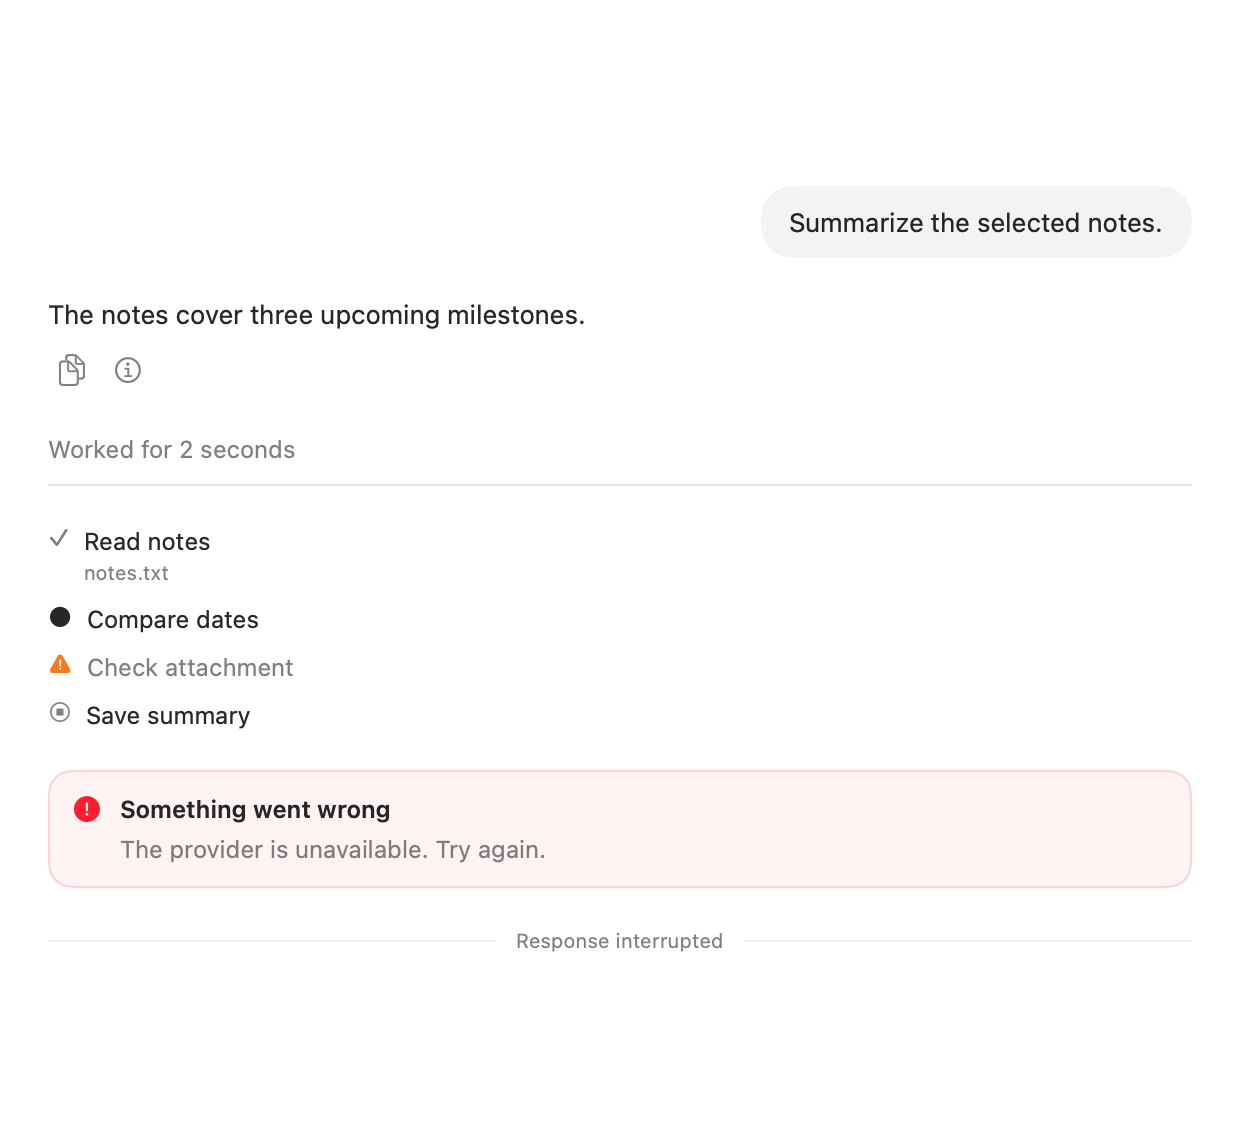 Summarize the selected notes.
The notes cover three upcoming milestones.
Worked for 2 seconds
Read notes
notes.txt
Compare dates
Check attachment
Save summary
Something went wrong
The provider is unavailable. Try again.
Response interrupted